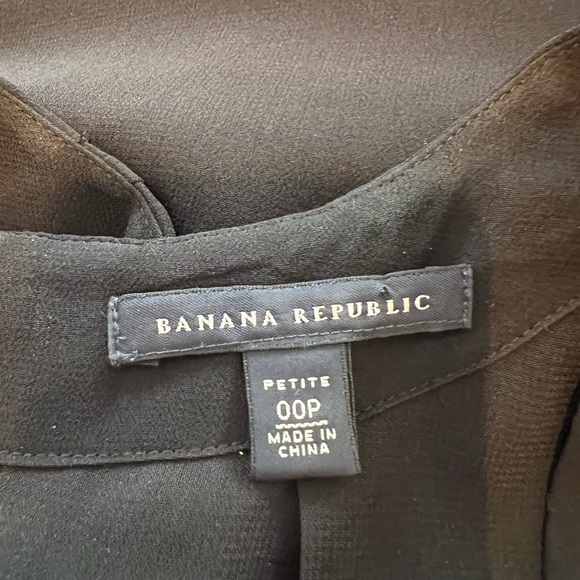 BANANA REPUBLIC
PETITE
00P
MADE IN
CHINA